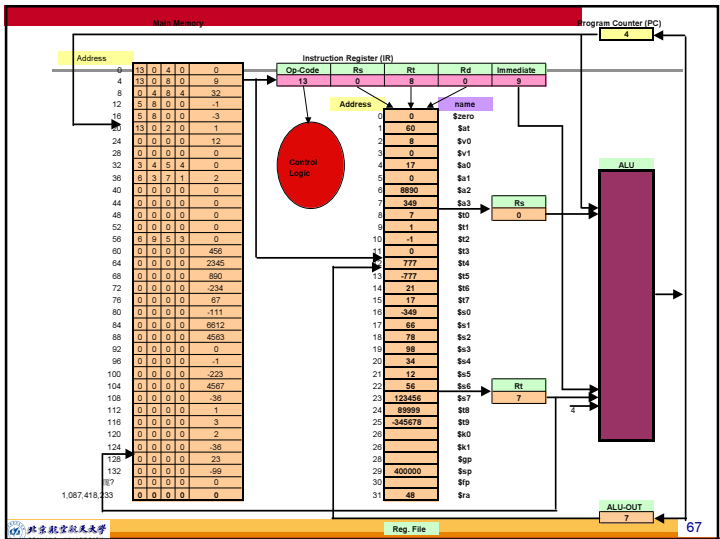 Main Memory
Program Counter (PC)
4
Address
Instruction Register (IR)
Op-Code Rs Rt Rd Immediate
13 0 8 0 9
0 13 0 4 0 0
4 13 0 8 0 9
8 0 4 8 4 32
12 5 8 0 0 -1
16 5 8 0 0 -3
20 13 0 2 0 1
24 0 0 0 0 12
28 0 0 0 0 0
32 3 4 5 4 0
36 6 3 7 1 2
40 0 0 0 0 0
44 0 0 0 0 0
48 0 0 0 0 0
52 0 0 0 0 0
56 6 9 5 3 0
60 0 0 0 0 456
64 0 0 0 0 2345
68 0 0 0 0 890
72 0 0 0 0 -234
76 0 0 0 0 67
80 0 0 0 0 -111
84 0 0 0 0 6612
88 0 0 0 0 4563
92 0 0 0 0 0
96 0 0 0 0 -1
100 0 0 0 0 -223
104 0 0 0 0 4567
108 0 0 0 0 -36
112 0 0 0 0 1
116 0 0 0 0 3
120 0 0 0 0 2
124 0 0 0 0 -36
128 0 0 0 0 23
132 0 0 0 0 -99
1,087,418,233 0 0 0 0 0
Control
Logic
Address name
0 0 $zero
1 60 $at
2 8 $v0
3 0 $v1
4 17 $a0
5 0 $a1
6 8890 $a2
7 349 $a3
8 7 $t0
9 1 $t1
10 -1 $t2
11 0 $t3
12 777 $t4
13 -777 $t5
14 21 $t6
15 17 $t7
16 -349 $s0
17 66 $s1
18 78 $s2
19 98 $s3
20 34 $s4
21 12 $s5
22 56 $s6
23 123456 $s7
24 89999 $t8
25 -345678 $t9
26 $k0
27 $k1
28 $gp
29 400000 $sp
30 $fp
31 48 $ra
Rs
0
Rt
7
ALU
4
ALU-OUT
7
Reg. File
北京航空航天大学
67